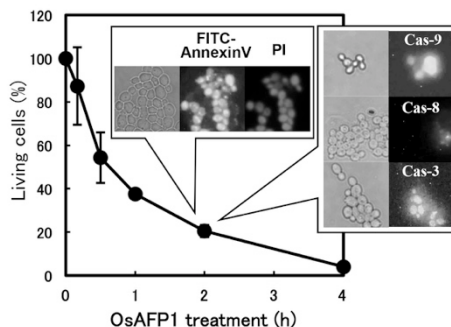 120
100
80
60
40
20
0
Living cells (%)
0
1
2
3
4
OsAFP1 treatment (h)
FITC-
AnnexinV
PI
Cas-9
Cas-8
Cas-3